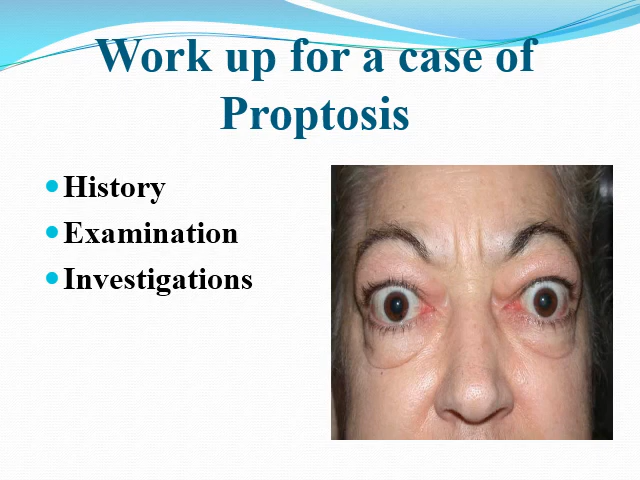 Work up for a case of
Proptosis
History
Examination
Investigations